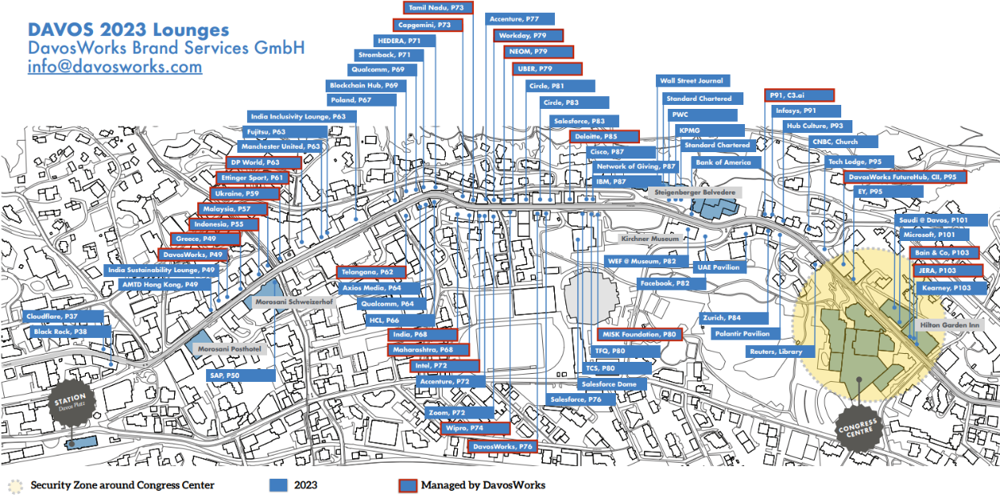 DAVOS 2023 Lounges
DavosWorks Brand Services GmbH
info@davosworks.com
Tamil Nadu, P73
Capgemini, P73
HEDERA, P71
Stromback, P71
Qualcomm, P69
Blockchain Hub, P69
Poland, P67
India Inclusivity Lounge, P63
Fujitsu, P63
Manchester United, P63
DP World, P63
Ettinger Sport, P61
Ukraine, P59
Malaysia, P57
Indonesia, P55
Greece, P49
DavosWorks, P49
India Sustainability Lounge, P49
AMTD Hong Kong, P49
Cloudflare, P37
Black Rock, P38
Accenture, P77
Workday, P79
NEOM, P79
UBER, P79
Circle, P81
Circle, P83
Salesforce, P83
Deloitte, P85
Cisco, P87
Network of Giving, P87
IBM, P87
Wall Street Journal
Standard Chartered
PWC
KPMG
Standard Chartered
Bank of America
Steigenberger Belvedere
P91, C3.ai
Infosys, P91
Hub Culture, P93
CNBC, Church
Tech Lodge, P95
DavosWorks FutureHub, CII, P95
EY, P95
Saudi @ Davos, P101
Microsoft, P101
Bain & Co, P103
JERA, P103
Kearney, P103
Hilton Garden Inn
Kirchner Museum
WEF @ Museum, P82
UAE Pavilion
Facebook, P82
Zurich, P84
Palantir Pavilion
Reuters, Library
Telangana, P62
Axios Media, P64
Qualcomm, P64
HCL, P66
India, P68
Maharashtra, P68
Intel, P72
Accenture, P72
Zoom, P72
Wipro, P74
DavosWorks, P76
MISK Foundation, P80
TFQ, P80
TCS, P80
Salesforce Dome
Salesforce, P76
Morosani Schweizerhof
Morosani Posthotel
SAP, P50
STATION
Davos Platz
CONGRESS
CENTRE
Security Zone around Congress Center
2023
Managed by DavosWorks